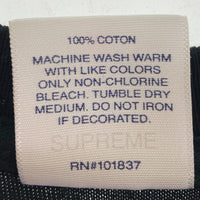 100% COTON
MACHINE WASH WARM
WITH LIKE COLORS
ONLY NON-CHLORINE
BLEACH. TUMBLE DRY
MEDIUM. DO NOT IRON
IF DECORATED.
SUPREME
RN#101837